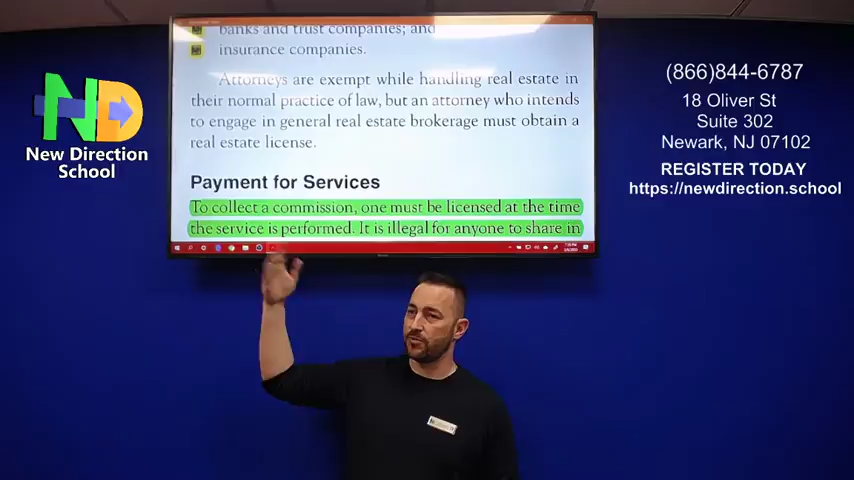 banks and trust companies; and
insurance companies.
Attorneys are exempt while handling real estate in
their normal practice of law, but an attorney who intends
to engage in general real estate brokerage must obtain a
real estate license.
Payment for Services
To collect a commission, one must be licensed at the time
the service is performed. It is illegal for anyone to share in
ND
New Direction
School
(866)844-6787
18 Oliver St
Suite 302
Newark, NJ 07102
REGISTER TODAY
https://newdirection.school